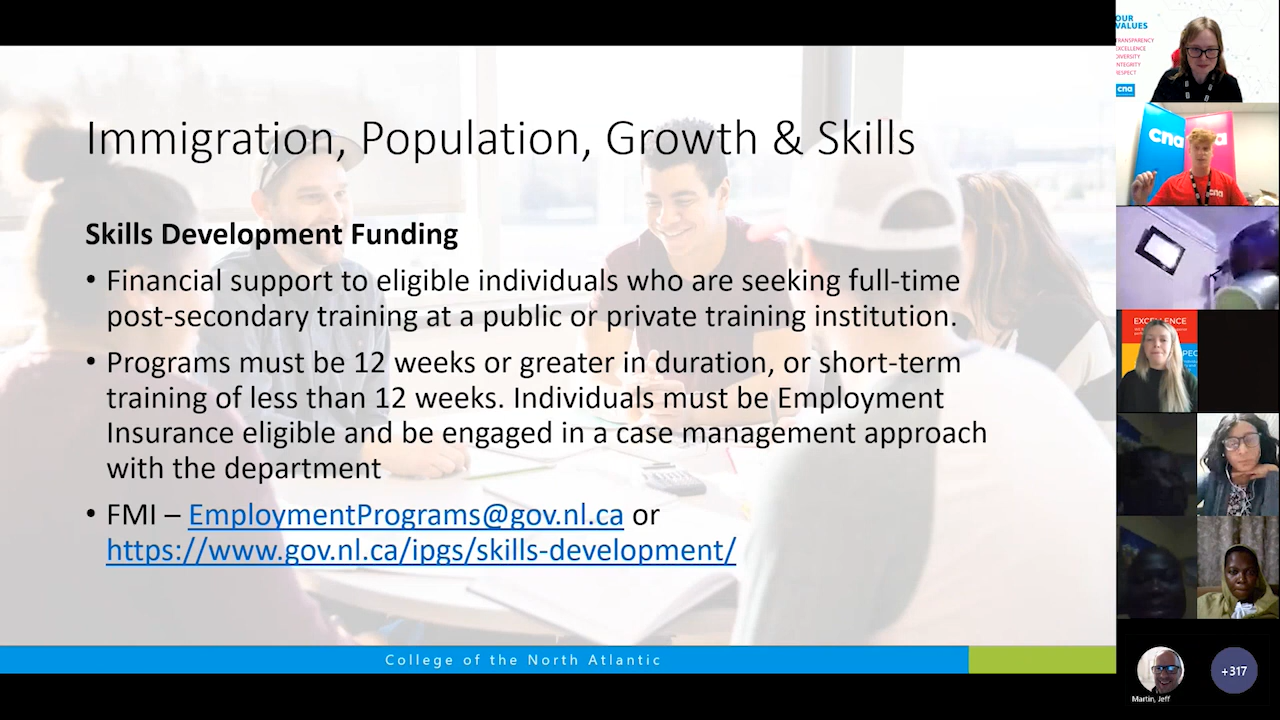 Immigration, Population, Growth & Skills
Skills Development Funding
• Financial support to eligible individuals who are seeking full-time
post-secondary training at a public or private training institution.
• Programs must be 12 weeks or greater in duration, or short-term
training of less than 12 weeks. Individuals must be Employment
Insurance eligible and be engaged in a case management approach
with the department
• FMI – EmploymentPrograms@gov.nl.ca or
https://www.gov.nl.ca/ipgs/skills-development/
College of the North Atlantic
OUR
VALUES
TRANSPARENCY
EXCELLENCE
DIVERSITY
INTEGRITY
RESPECT
cna
cna
cna
EXCELLENCE
Martin, Jeff
+317